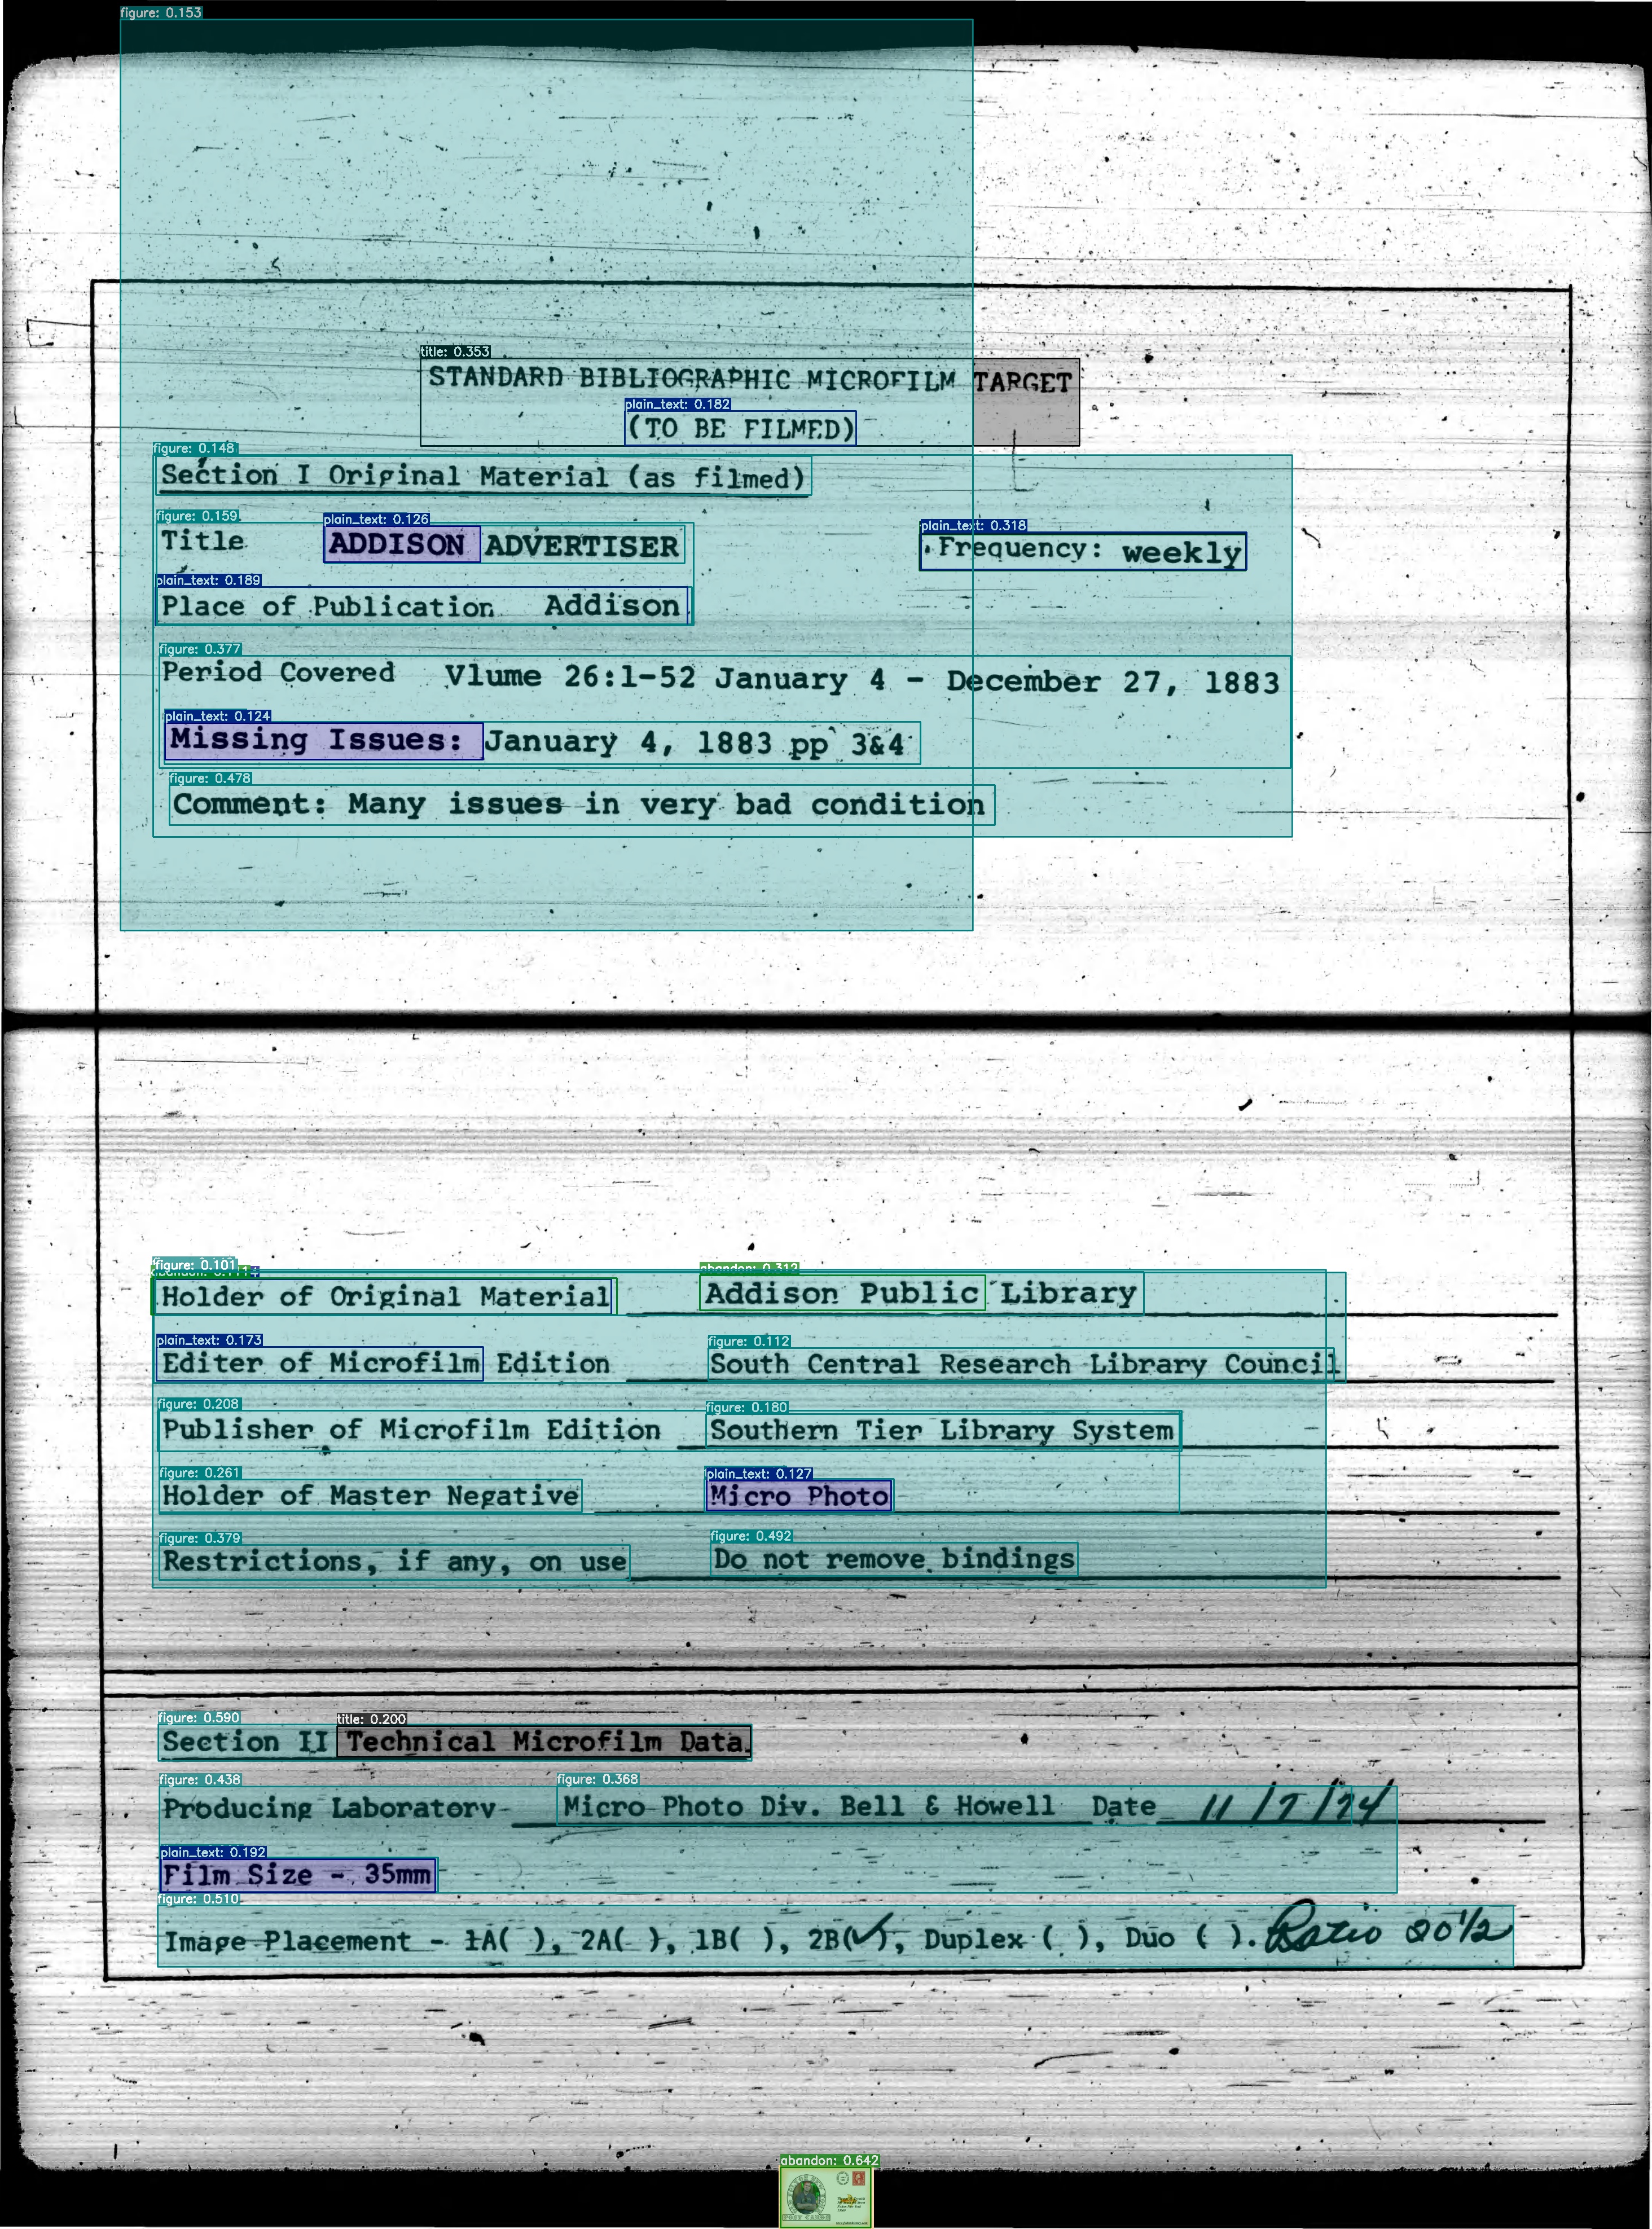 figure: 0.153
title: 0.353
STANDARD BIBLIOGRAPHIC MICROFILM TARGET
plain_text: 0.182
(TO BE FILMED)
figure: 0.148
Section I Original Material (as filmed)
figure: 0.159 plain_text: 0.126 plain_text: 0.318
Title ADDISON ADVERTISER Frequency: weekly
plain_text: 0.189
Place of Publication Addison
figure: 0.377
Period Covered Vlume 26:1-52 January 4 - December 27, 1883
plain_text: 0.124
Missing Issues: January 4, 1883 pp 3&4
figure: 0.478
Comment: Many issues in very bad condition
figure: 0.101 abandon: 0.312
Holder of Original Material Addison Public Library
plain_text: 0.173 figure: 0.112
Editer of Microfilm Edition South Central Research Library Council
figure: 0.208 figure: 0.180
Publisher of Microfilm Edition Southern Tier Library System
figure: 0.261 plain_text: 0.127
Holder of Master Negative Micro Photo
figure: 0.379 figure: 0.492
Restrictions, if any, on use Do not remove bindings
figure: 0.590 title: 0.200
Section II Technical Microfilm Data
figure: 0.438 figure: 0.368
Producing Laboratory Micro Photo Div. Bell & Howell Date 11/7/74
plain_text: 0.192
Film Size - 35mm
figure: 0.510
Image Placement - 1A( ), 2A( ), 1B( ), 2B(✓), Duplex ( ), Duo ( ). Ratio 20 1/2
abandon: 0.642